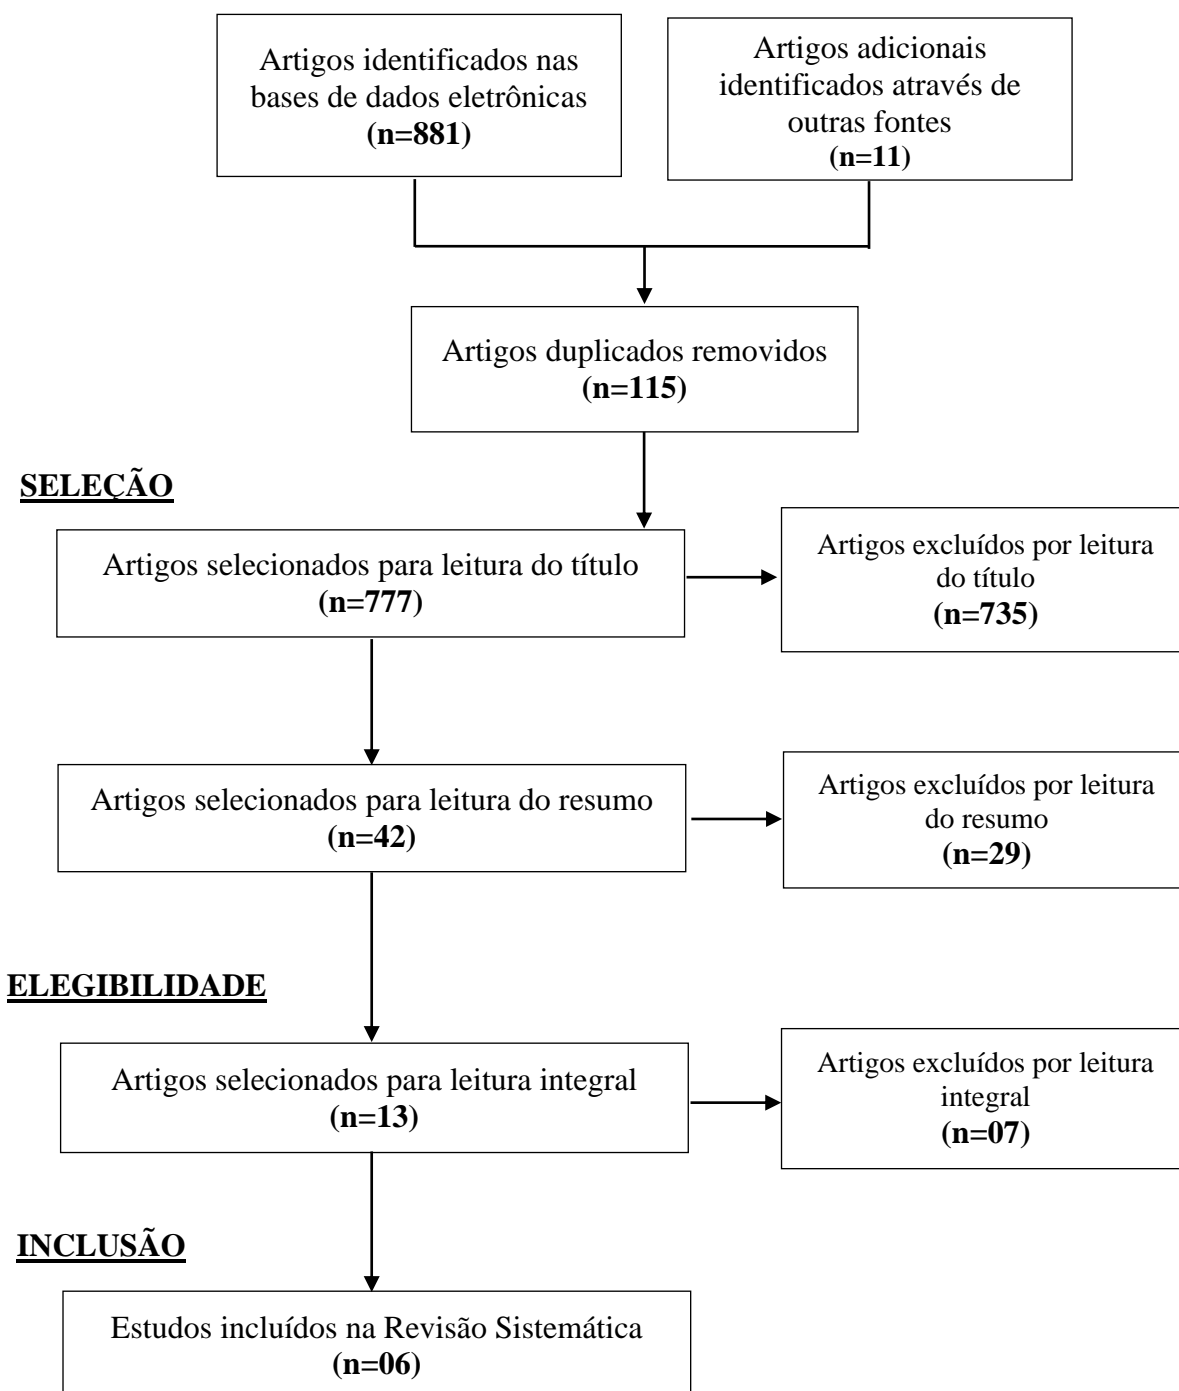 Artigos identificados nas
bases de dados eletrônicas
(n=881)
Artigos adicionais
identificados através de
outras fontes
(n=11)
Artigos duplicados removidos
(n=115)
SELEÇÃO
Artigos selecionados para leitura do título
(n=777)
Artigos excluídos por leitura
do título
(n=735)
Artigos selecionados para leitura do resumo
(n=42)
Artigos excluídos por leitura
do resumo
(n=29)
ELEGIBILIDADE
Artigos selecionados para leitura integral
(n=13)
Artigos excluídos por leitura
integral
(n=07)
INCLUSÃO
Estudos incluídos na Revisão Sistemática
(n=06)